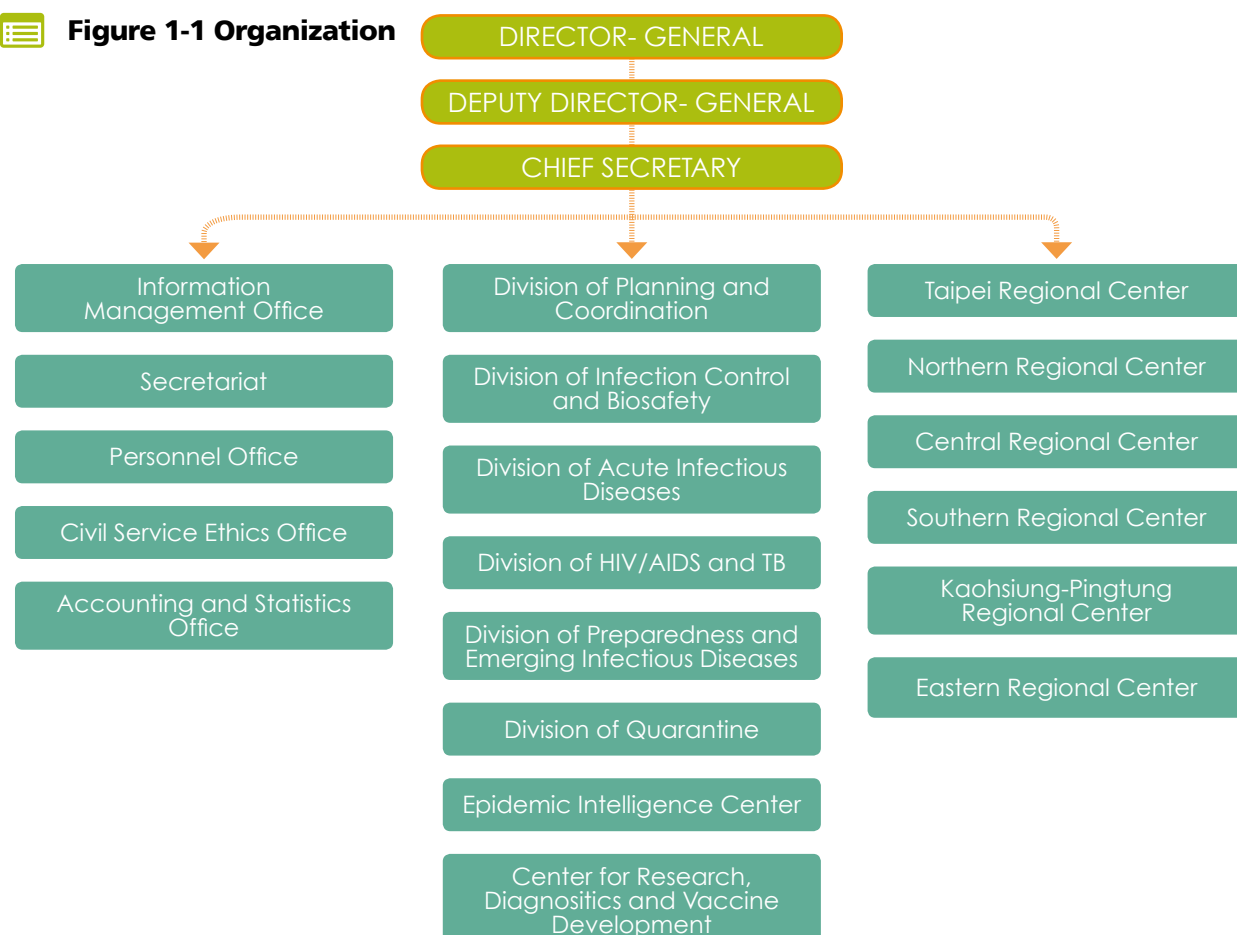 Figure 1-1 Organization
DIRECTOR- GENERAL
DEPUTY DIRECTOR- GENERAL
CHIEF SECRETARY
Information
Management Office
Secretariat
Personnel Office
Civil Service Ethics Office
Accounting and Statistics
Office
Division of Planning and
Coordination
Division of Infection Control
and Biosafety
Division of Acute Infectious
Diseases
Division of HIV/AIDS and TB
Division of Preparedness and
Emerging Infectious Diseases
Division of Quarantine
Epidemic Intelligence Center
Center for Research,
Diagnositics and Vaccine
Development
Taipei Regional Center
Northern Regional Center
Central Regional Center
Southern Regional Center
Kaohsiung-Pingtung
Regional Center
Eastern Regional Center